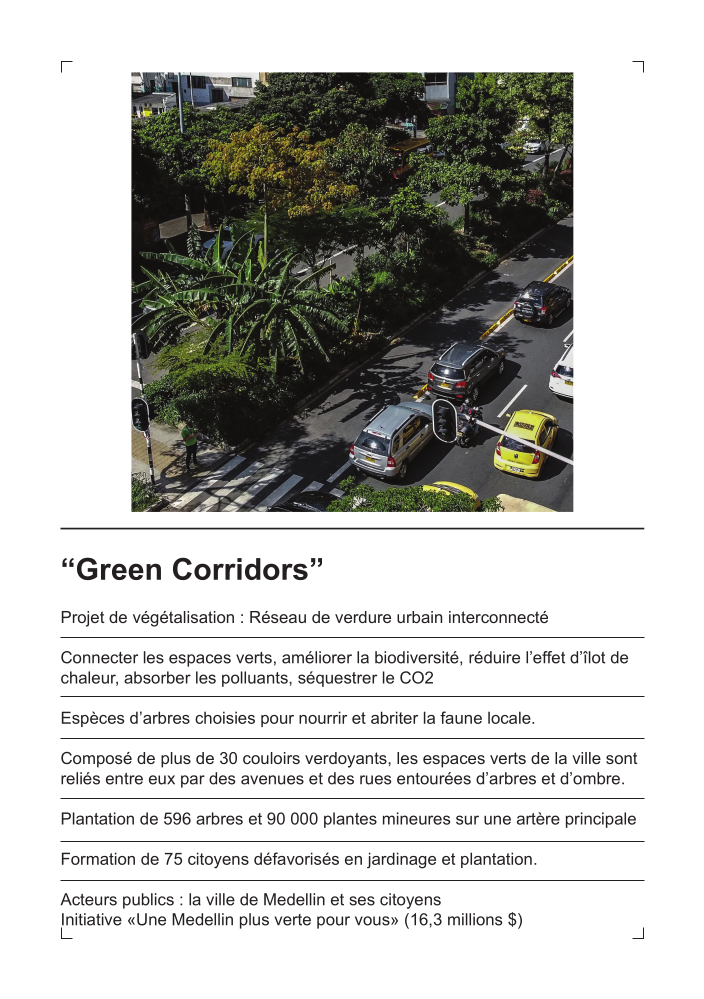 “Green Corridors”
Projet de végétalisation : Réseau de verdure urbain interconnecté
Connecter les espaces verts, améliorer la biodiversité, réduire l’effet d’îlot de
chaleur, absorber les polluants, séquestrer le CO2
Espèces d’arbres choisies pour nourrir et abriter la faune locale.
Composé de plus de 30 couloirs verdoyants, les espaces verts de la ville sont
reliés entre eux par des avenues et des rues entourées d’arbres et d’ombre.
Plantation de 596 arbres et 90 000 plantes mineures sur une artère principale
Formation de 75 citoyens défavorisés en jardinage et plantation.
Acteurs publics : la ville de Medellin et ses citoyens
Initiative «Une Medellin plus verte pour vous» (16,3 millions $)